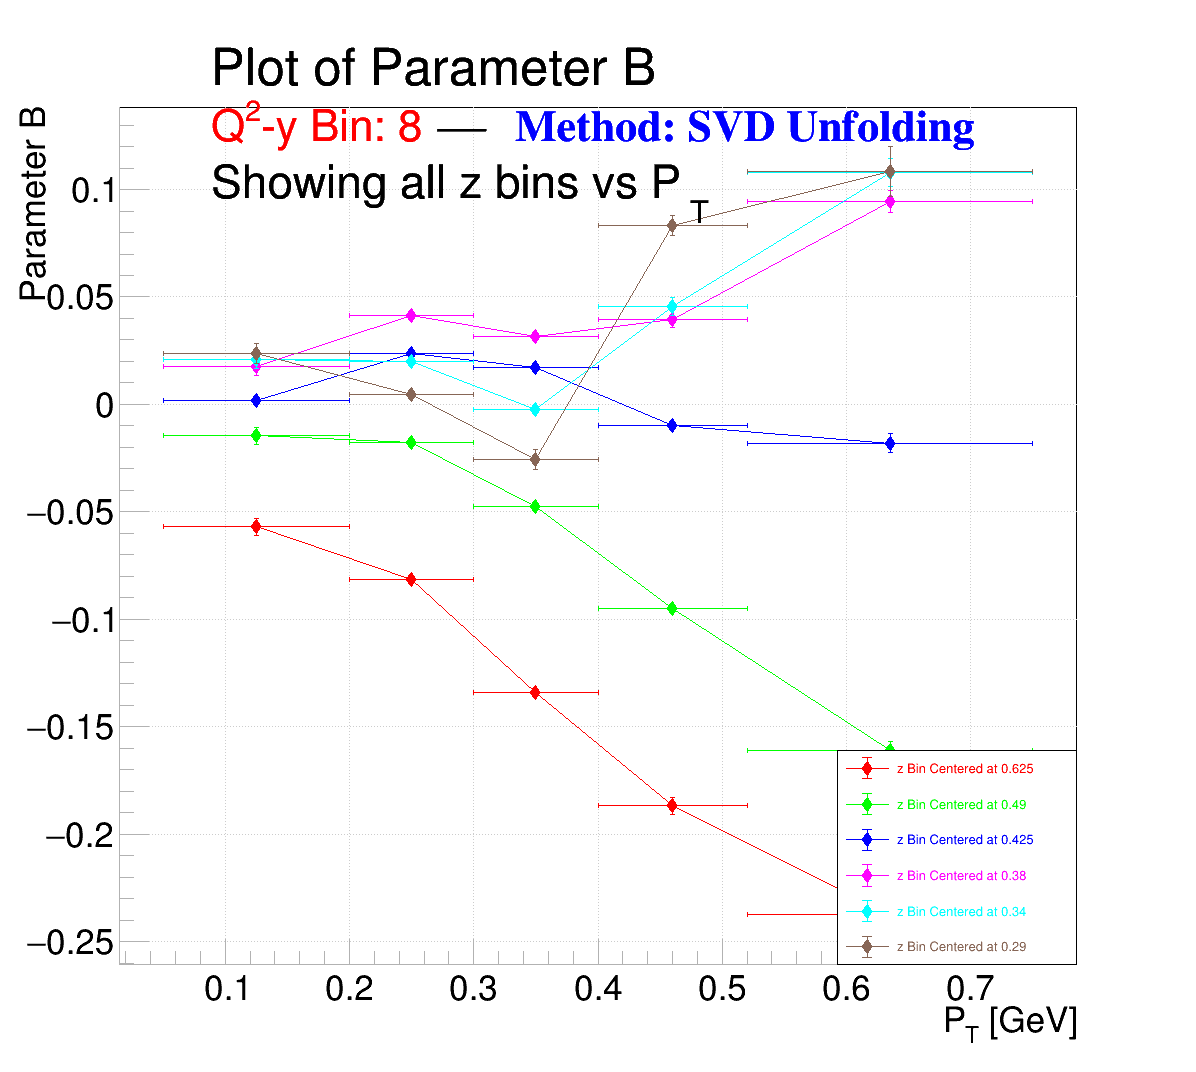 Plot of Parameter B
Q²-y Bin: 8 — Method: SVD Unfolding
Showing all z bins vs P_T
Parameter B
0.1
0.05
0
−0.05
−0.1
−0.15
−0.2
−0.25
z Bin Centered at 0.625
z Bin Centered at 0.49
z Bin Centered at 0.425
z Bin Centered at 0.38
z Bin Centered at 0.34
z Bin Centered at 0.29
0.1 0.2 0.3 0.4 0.5 0.6 0.7
P_T [GeV]